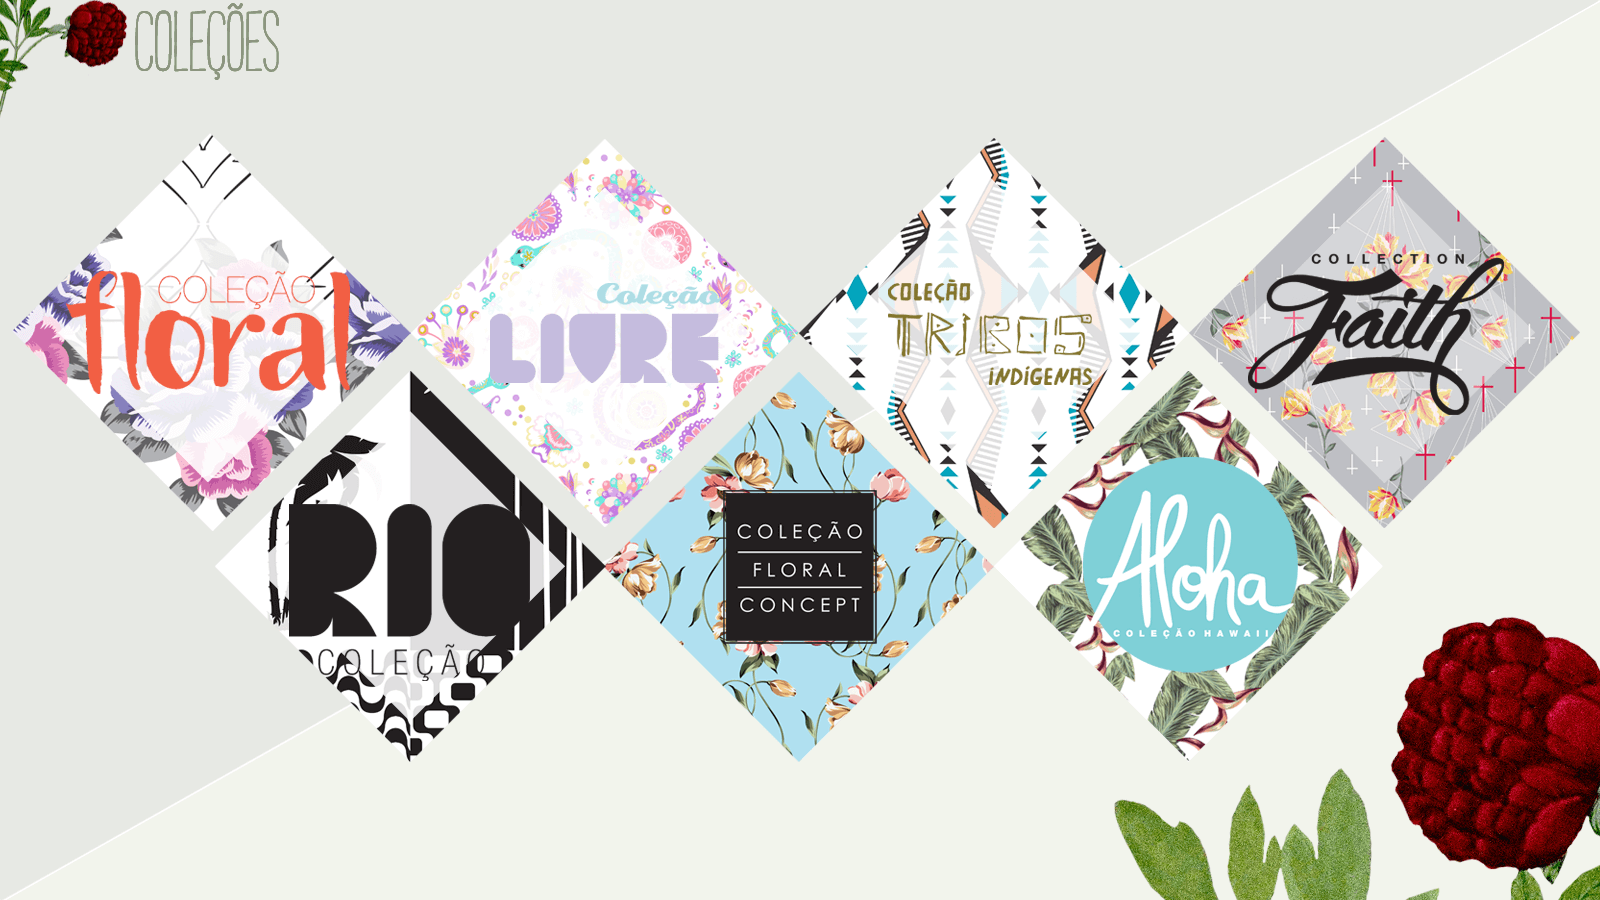 COLEÇÕES
COLEÇÃO
floral
Coleção
LIVRE
COLEÇÃO
TRIBOS
INDÍGENAS
COLLECTION
Faith
RIO
COLEÇÃO
COLEÇÃO
FLORAL
CONCEPT
Aloha
COLEÇÃO HAWAII